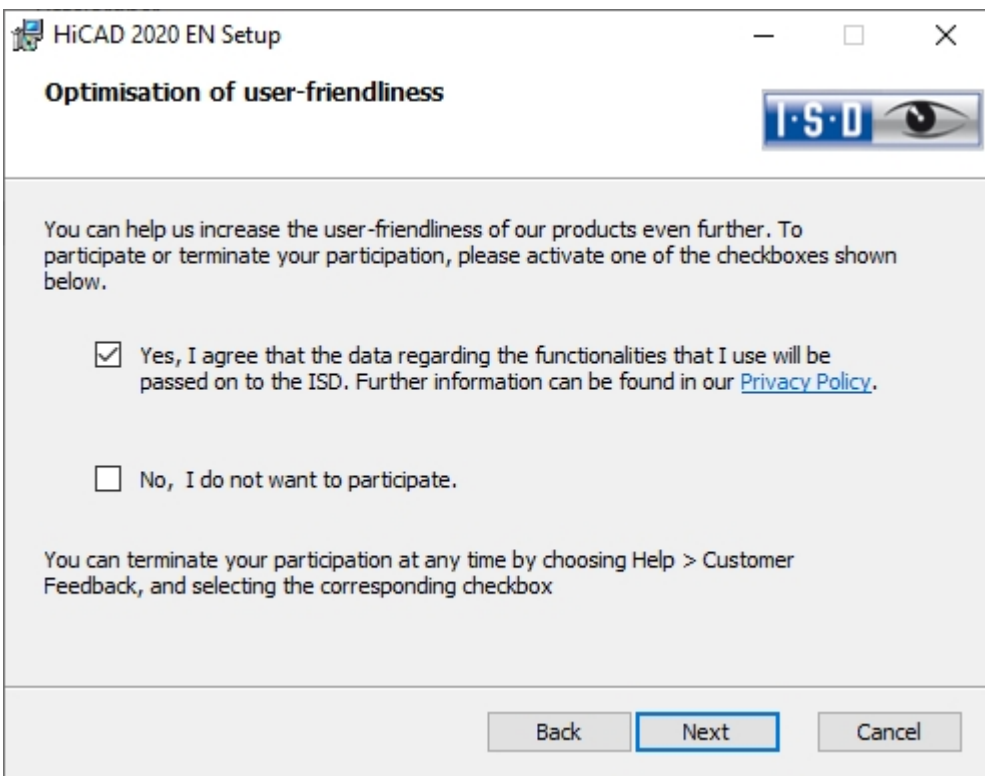 HiCAD 2020 EN Setup
Optimisation of user-friendliness
I·S·D
You can help us increase the user-friendliness of our products even further. To
participate or terminate your participation, please activate one of the checkboxes shown
below.
Yes, I agree that the data regarding the functionalities that I use will be
passed on to the ISD. Further information can be found in our Privacy Policy.
No, I do not want to participate.
You can terminate your participation at any time by choosing Help > Customer
Feedback, and selecting the corresponding checkbox
Back Next Cancel